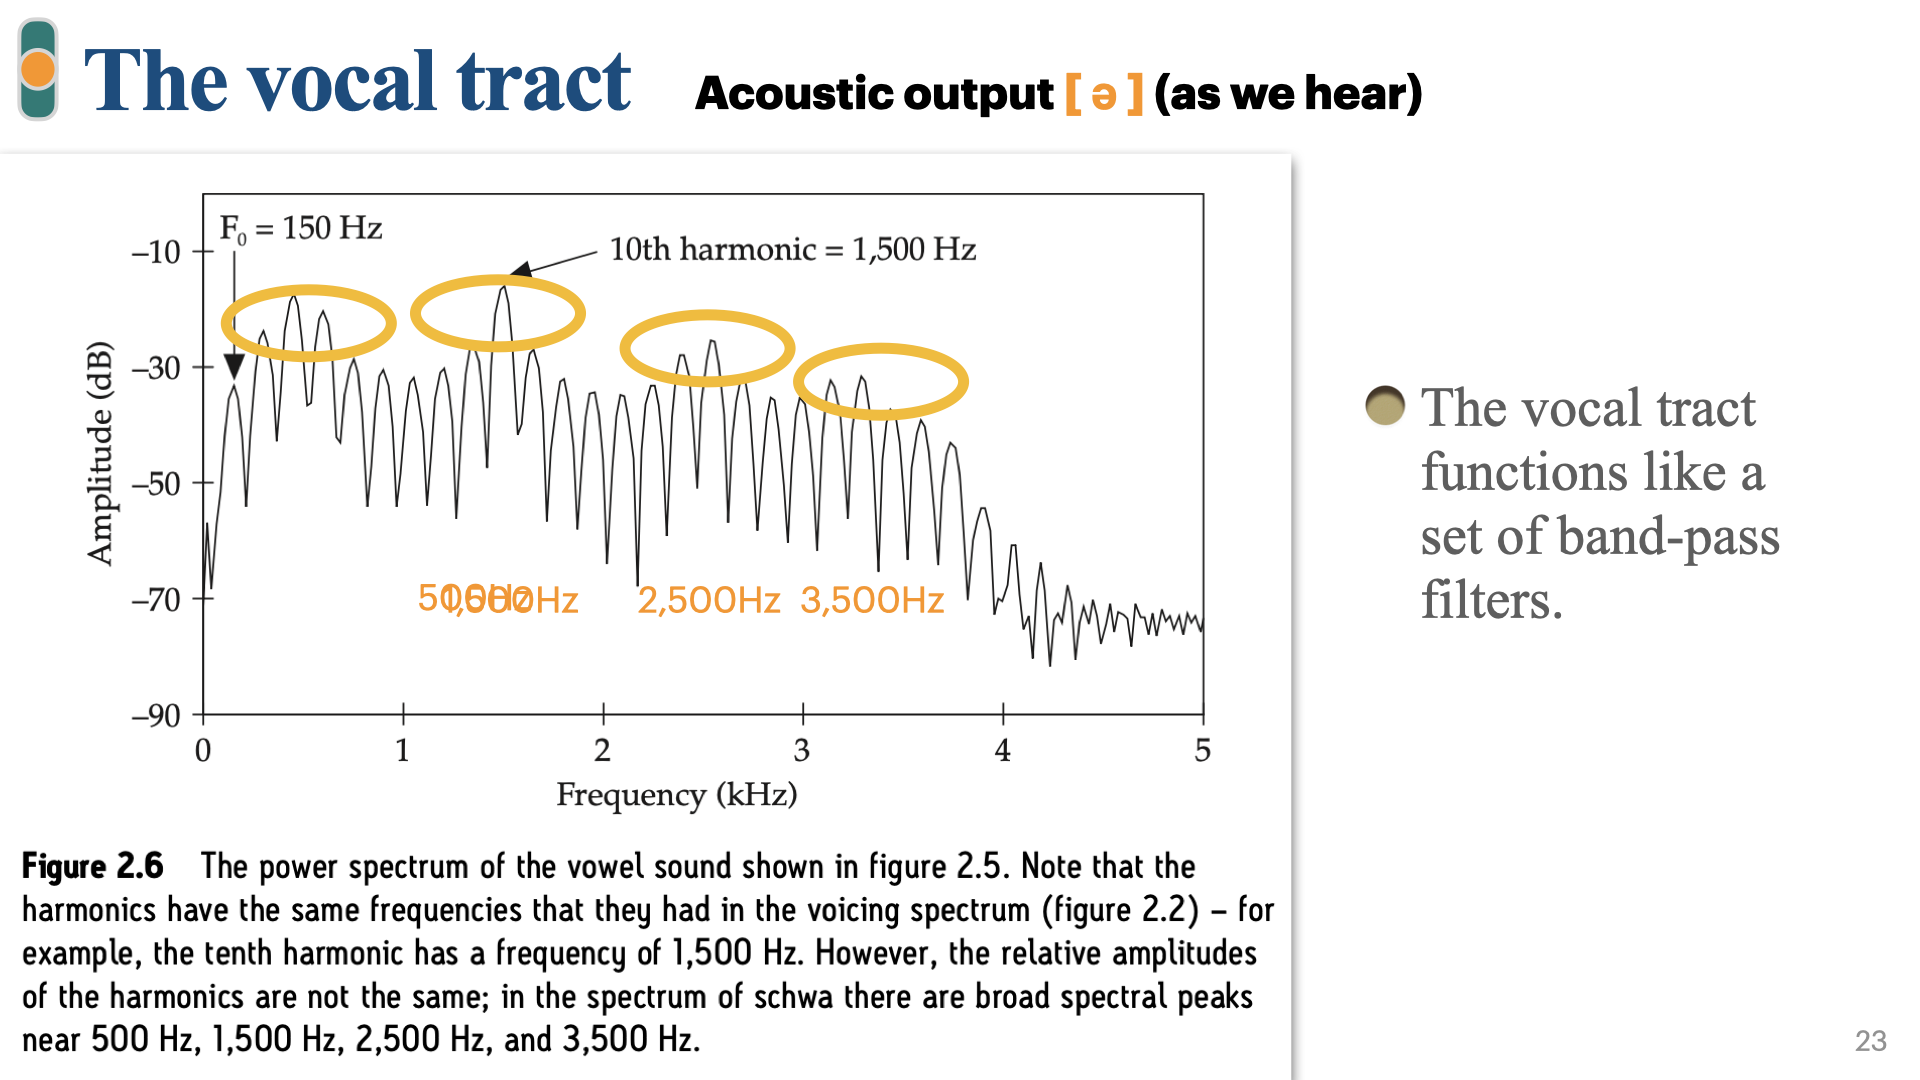 The vocal tract
Acoustic output [ ə ] (as we hear)
F₀ = 150 Hz
10th harmonic = 1,500 Hz
–10
–30
–50
–70
–90
Amplitude (dB)
500Hz
1,500Hz
2,500Hz
3,500Hz
0
1
2
3
4
5
Frequency (kHz)
Figure 2.6 The power spectrum of the vowel sound shown in figure 2.5. Note that the
harmonics have the same frequencies that they had in the voicing spectrum (figure 2.2) – for
example, the tenth harmonic has a frequency of 1,500 Hz. However, the relative amplitudes
of the harmonics are not the same; in the spectrum of schwa there are broad spectral peaks
near 500 Hz, 1,500 Hz, 2,500 Hz, and 3,500 Hz.
The vocal tract
functions like a
set of band-pass
filters.
23